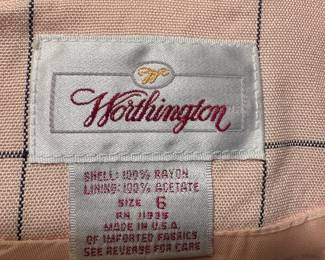 W
Worthington
SHELL: 100% RAYON
LINING: 100% ACETATE
SIZE 6
RN 11935
MADE IN U.S.A.
OF IMPORTED FABRICS.
SEE REVERSE FOR CARE